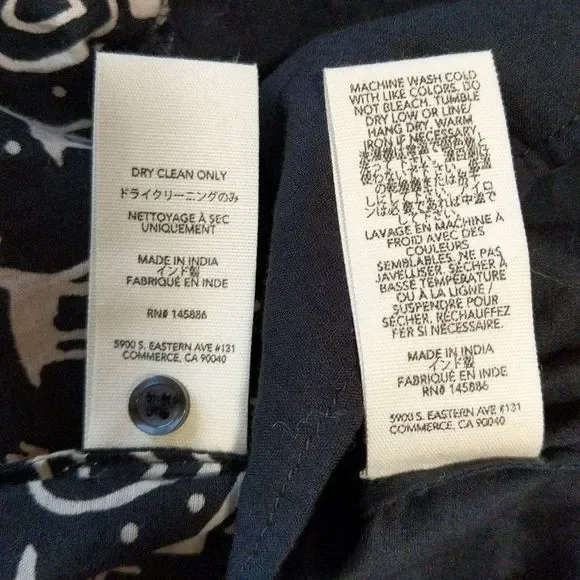 DRY CLEAN ONLY
ドライクリーニングのみ
NETTOYAGE À SEC
UNIQUEMENT
MADE IN INDIA
インド製
FABRIQUÉ EN INDE
RN# 145886
5900 S. EASTERN AVE #131
COMMERCE, CA 90040
MACHINE WASH COLD
WITH LIKE COLORS. DO
NOT BLEACH. TUMBLE
DRY LOW OR LINE/
HANG DRY. WARM
IRON IF NECESSARY.
LAVAGE EN MACHINE À
FROID AVEC DES
COULEURS
SEMBLABLES. NE PAS
JAVELLISER. SÉCHER À
BASSE TEMPÉRATURE
OU À LA LIGNE /
SUSPENDRE POUR
SÉCHER. RÉCHAUFFEZ
FER SI NÉCESSAIRE.
MADE IN INDIA
インド製
FABRIQUÉ EN INDE
RN# 145886
5900 S. EASTERN AVE #131
COMMERCE, CA 90040